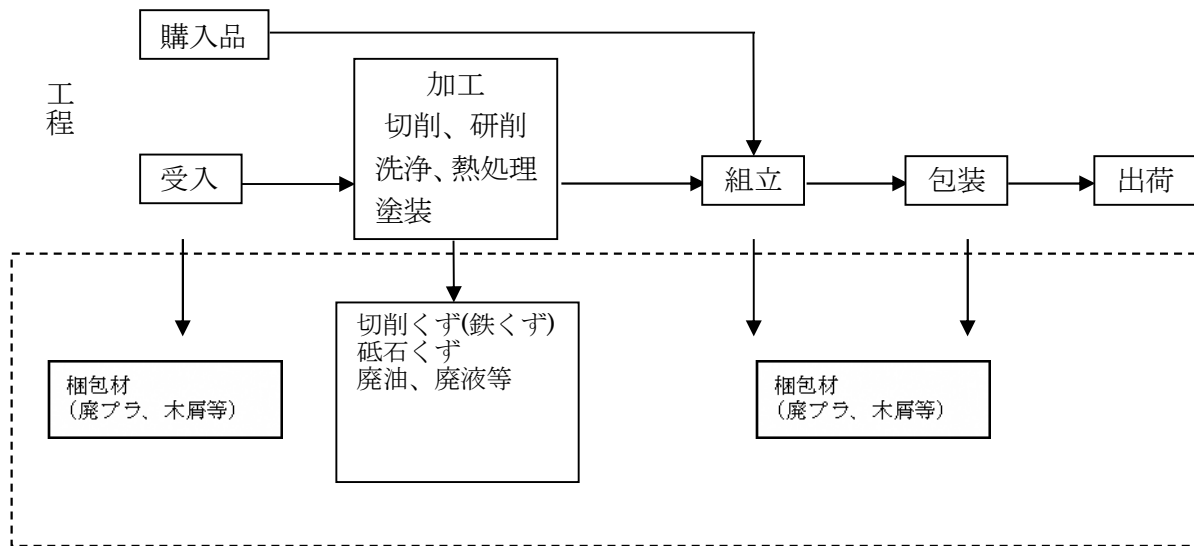 購入品
工程
加工
切削、研削
洗浄、熱処理
塗装
受入
組立
包装
出荷
切削くず(鉄くず)
砥石くず
廃油、廃液等
梱包材
（廃プラ、木屑等）
梱包材
（廃プラ、木屑等）